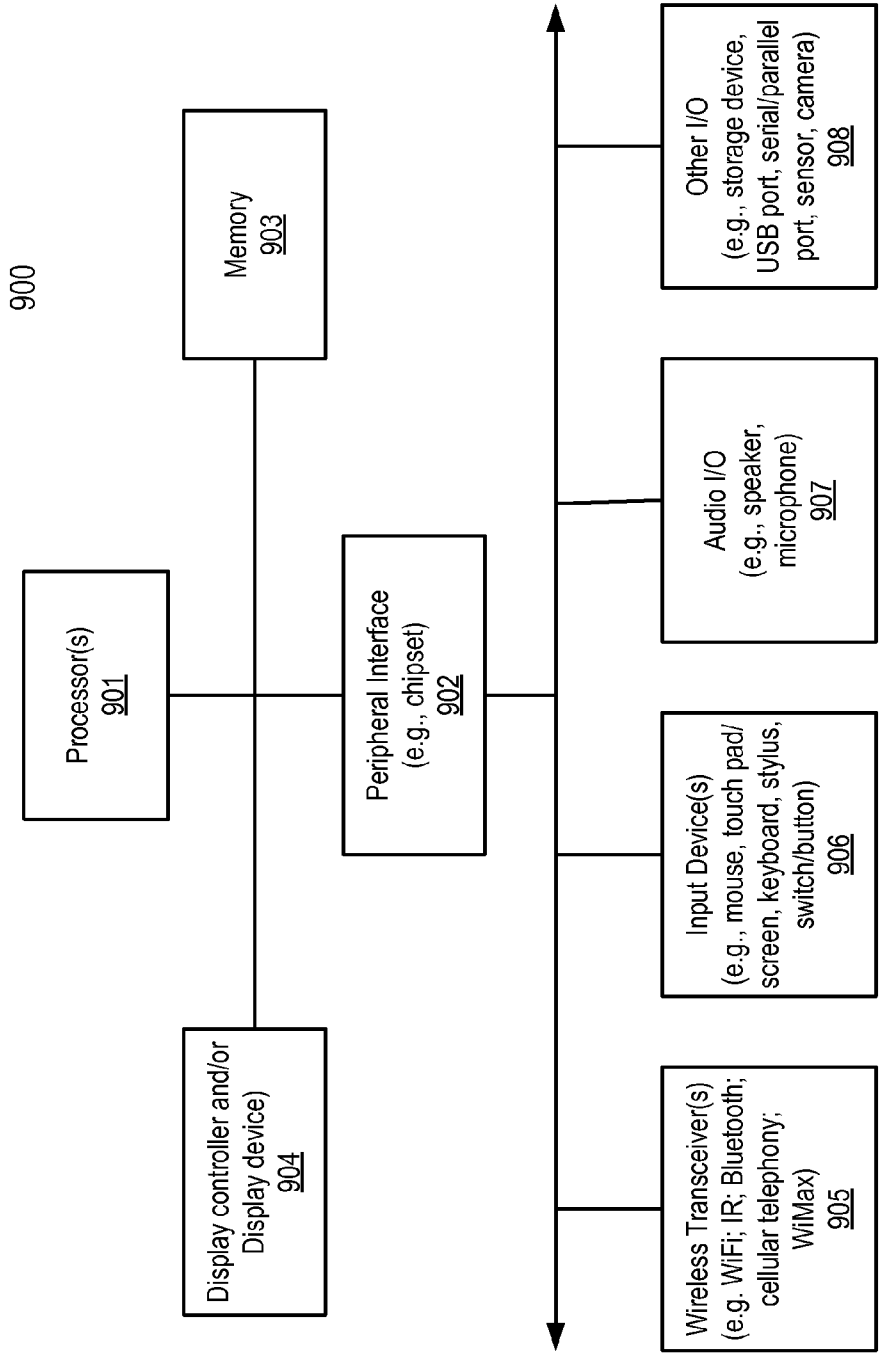 900
Processor(s)
901
Display controller and/or
Display device)
904
Memory
903
Peripheral Interface
(e.g., chipset)
902
Wireless Transceiver(s)
(e.g. WiFi; IR; Bluetooth;
cellular telephony;
WiMax)
905
Input Device(s)
(e.g., mouse, touch pad/
screen, keyboard, stylus,
switch/button)
906
Audio I/O
(e.g., speaker,
microphone)
907
Other I/O
(e.g., storage device,
USB port, serial/parallel
port, sensor, camera)
908